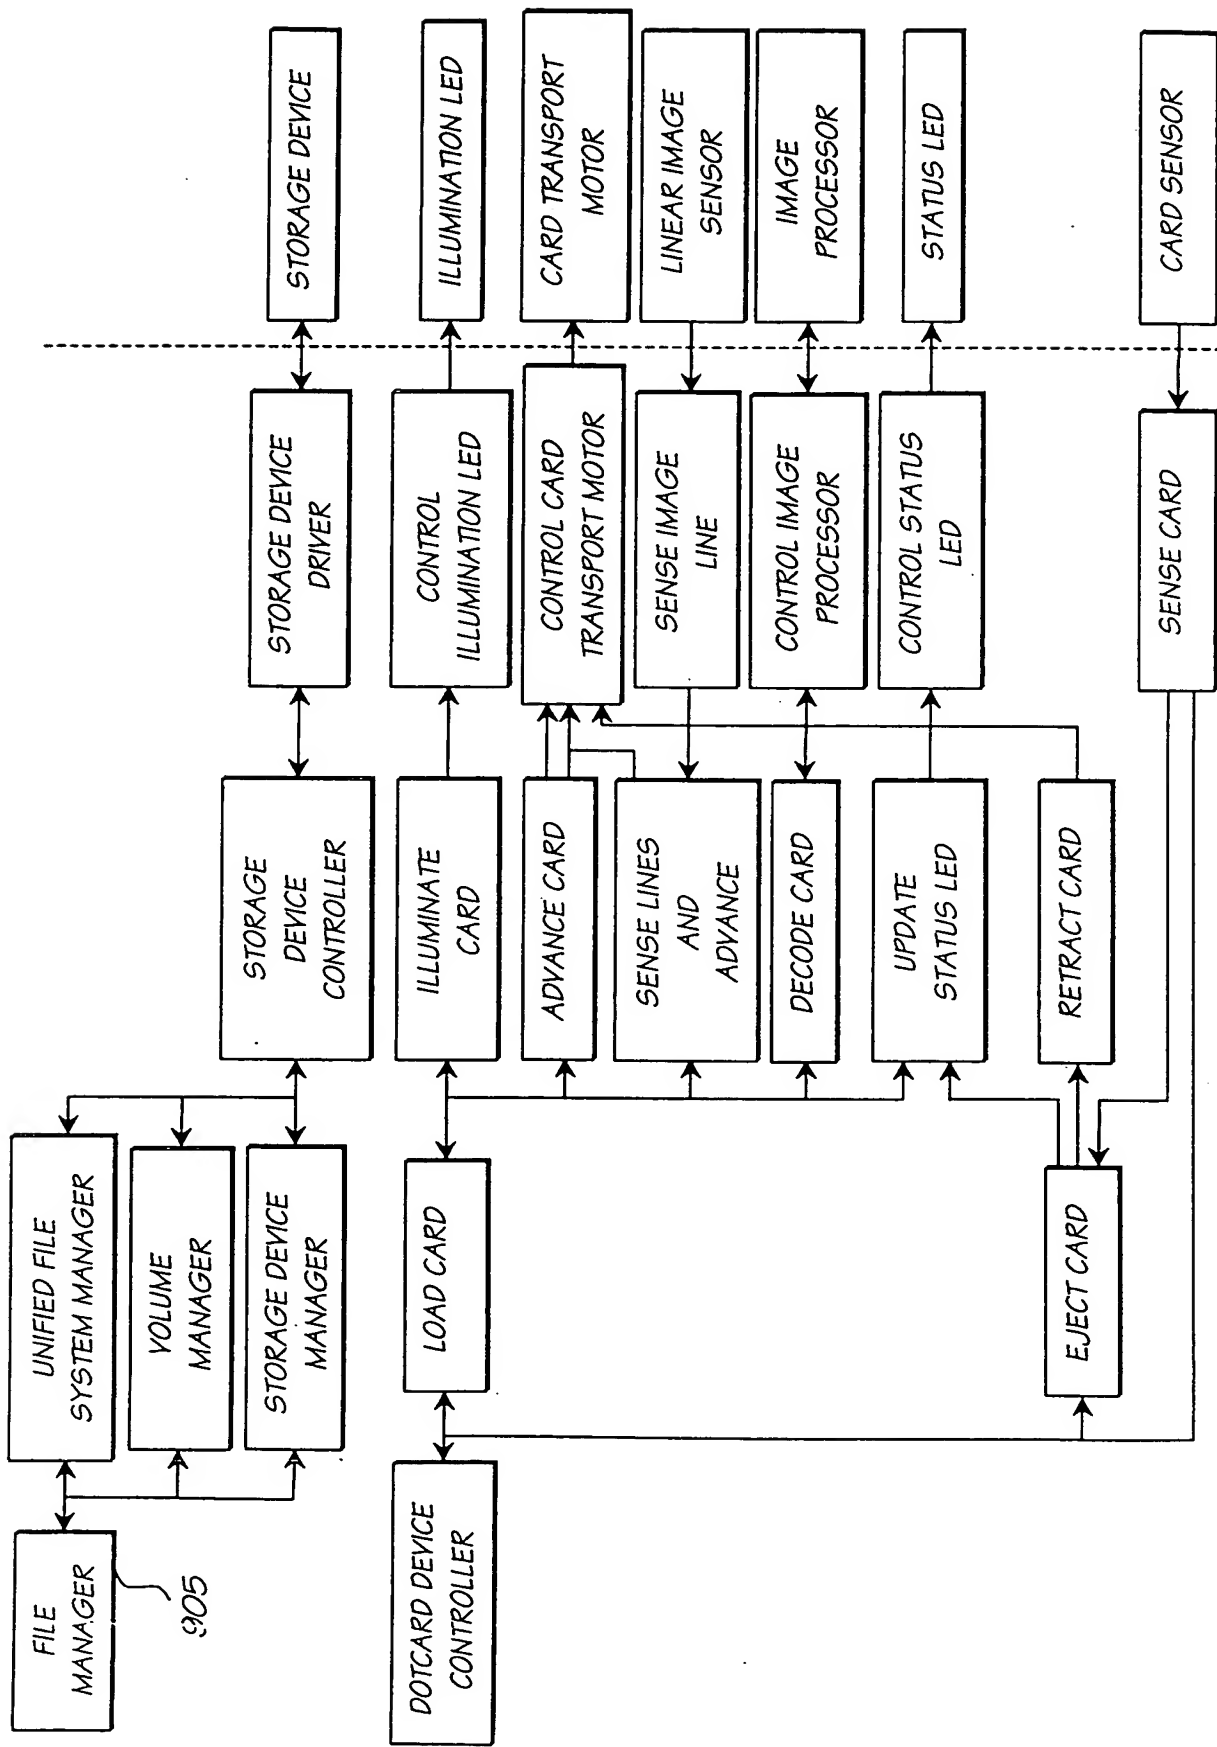 FILE
MANAGER
905
UNIFIED FILE
SYSTEM MANAGER
VOLUME
MANAGER
STORAGE DEVICE
MANAGER
STORAGE
DEVICE
CONTROLLER
STORAGE DEVICE
DRIVER
STORAGE DEVICE
DOTCARD DEVICE
CONTROLLER
LOAD CARD
ILLUMINATE
CARD
CONTROL
ILLUMINATION LED
ILLUMINATION LED
ADVANCE CARD
CONTROL CARD
TRANSPORT MOTOR
CARD TRANSPORT
MOTOR
SENSE LINES
AND
ADVANCE
SENSE IMAGE
LINE
LINEAR IMAGE
SENSOR
DECODE CARD
CONTROL IMAGE
PROCESSOR
IMAGE
PROCESSOR
UPDATE
STATUS LED
CONTROL STATUS
LED
STATUS LED
EJECT CARD
RETRACT CARD
SENSE CARD
CARD SENSOR